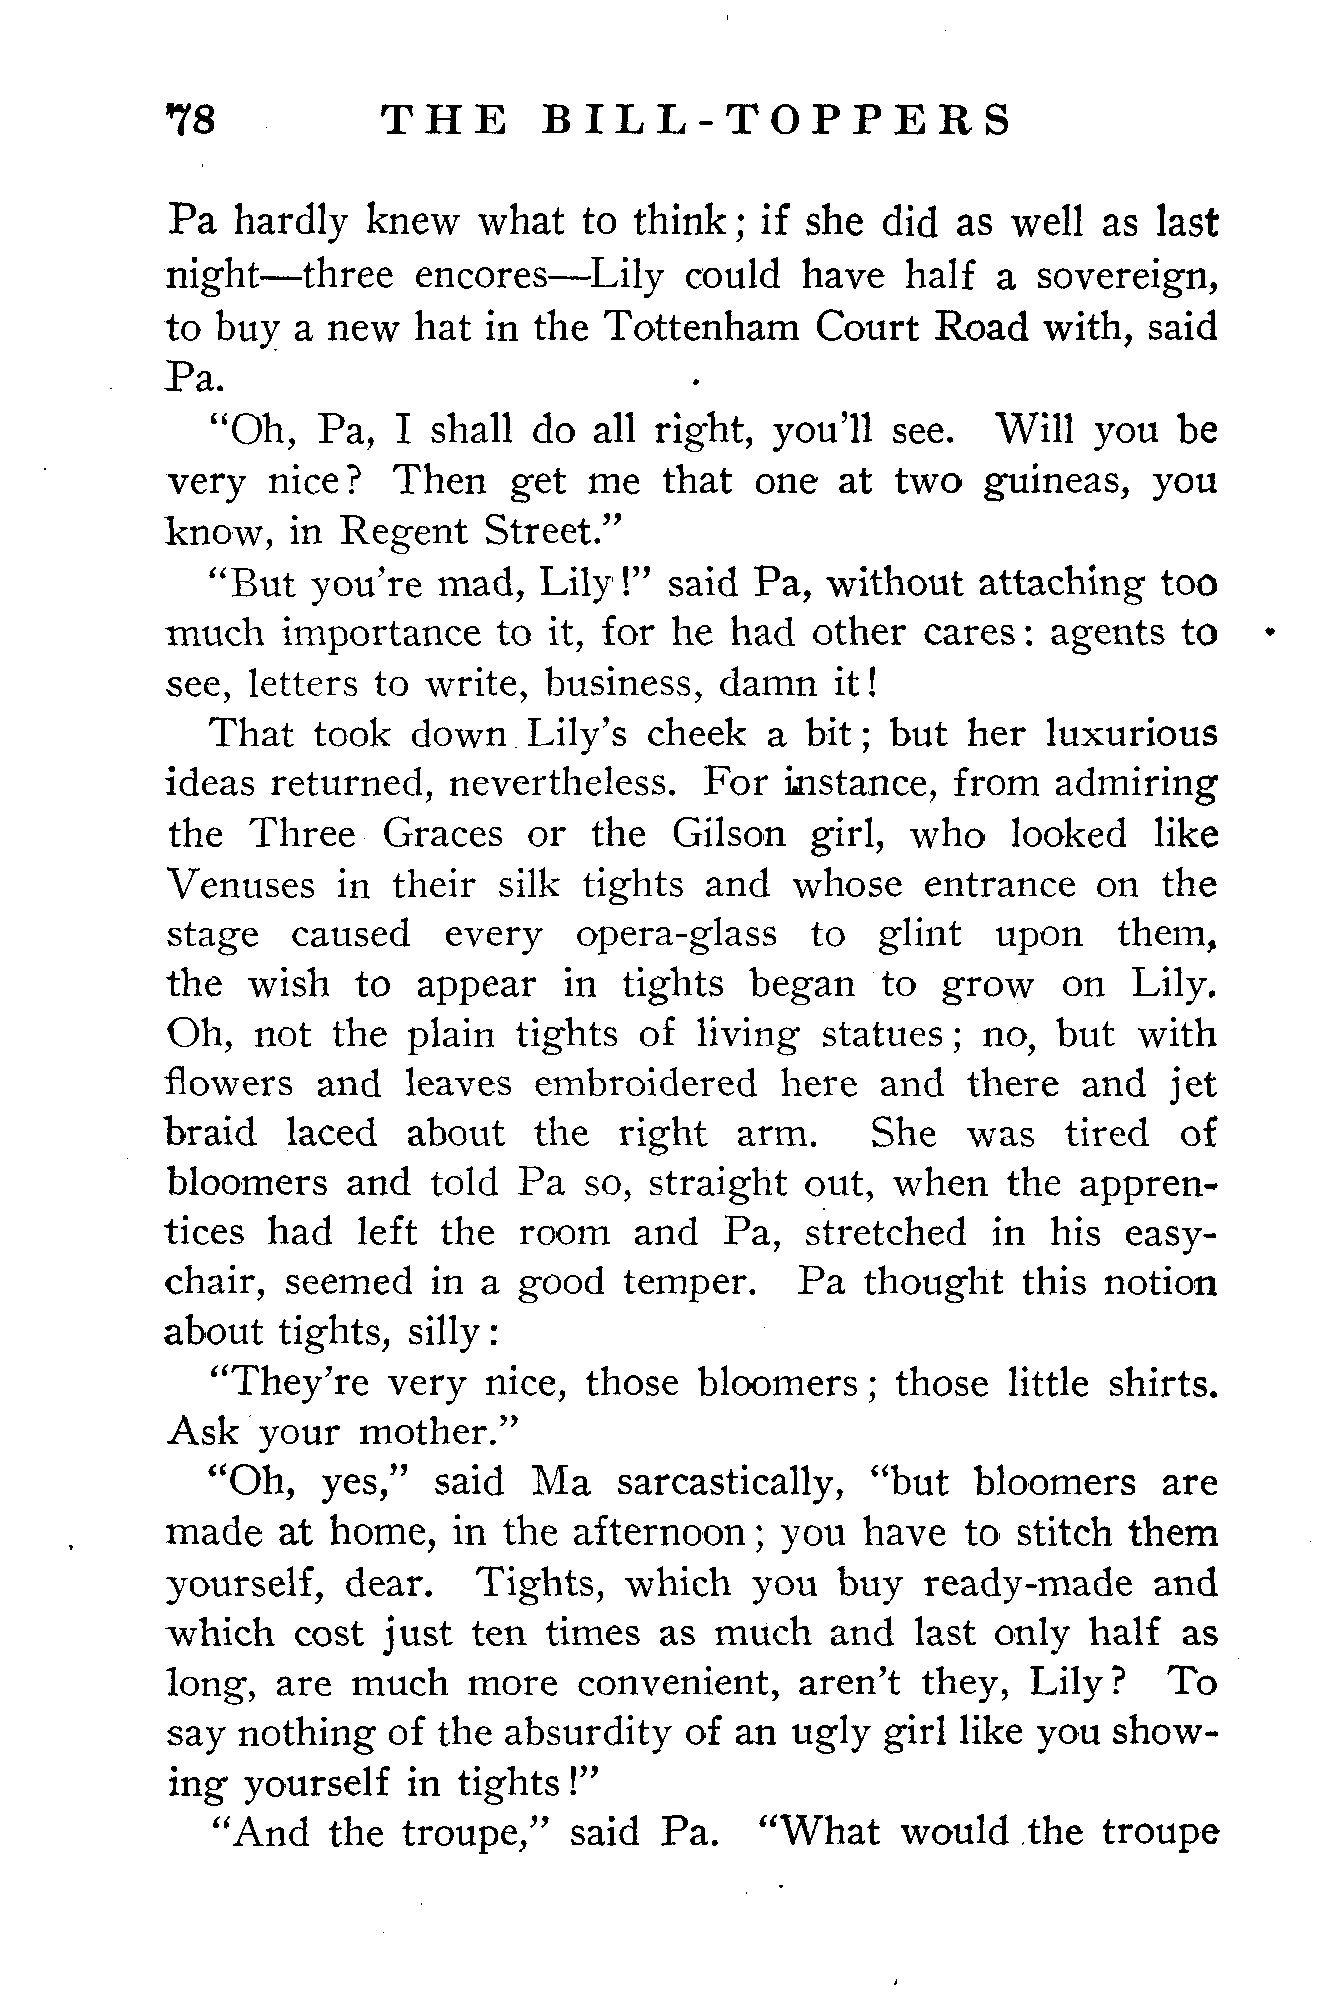 78 THE BILL-TOPPERS
Pa hardly knew what to think; if she did as well as last
night—three encores—Lily could have half a sovereign,
to buy a new hat in the Tottenham Court Road with, said
Pa.
"Oh, Pa, I shall do all right, you'll see. Will you be
very nice? Then get me that one at two guineas, you
know, in Regent Street."
"But you're mad, Lily!" said Pa, without attaching too
much importance to it, for he had other cares: agents to
see, letters to write, business, damn it!
That took down Lily's cheek a bit; but her luxurious
ideas returned, nevertheless. For instance, from admiring
the Three Graces or the Gilson girl, who looked like
Venuses in their silk tights and whose entrance on the
stage caused every opera-glass to glint upon them,
the wish to appear in tights began to grow on Lily.
Oh, not the plain tights of living statues; no, but with
flowers and leaves embroidered here and there and jet
braid laced about the right arm. She was tired of
bloomers and told Pa so, straight out, when the appren-
tices had left the room and Pa, stretched in his easy-
chair, seemed in a good temper. Pa thought this notion
about tights, silly:
"They're very nice, those bloomers; those little shirts.
Ask your mother."
"Oh, yes," said Ma sarcastically, "but bloomers are
made at home, in the afternoon; you have to stitch them
yourself, dear. Tights, which you buy ready-made and
which cost just ten times as much and last only half as
long, are much more convenient, aren't they, Lily? To
say nothing of the absurdity of an ugly girl like you show-
ing yourself in tights!"
"And the troupe," said Pa. "What would the troupe